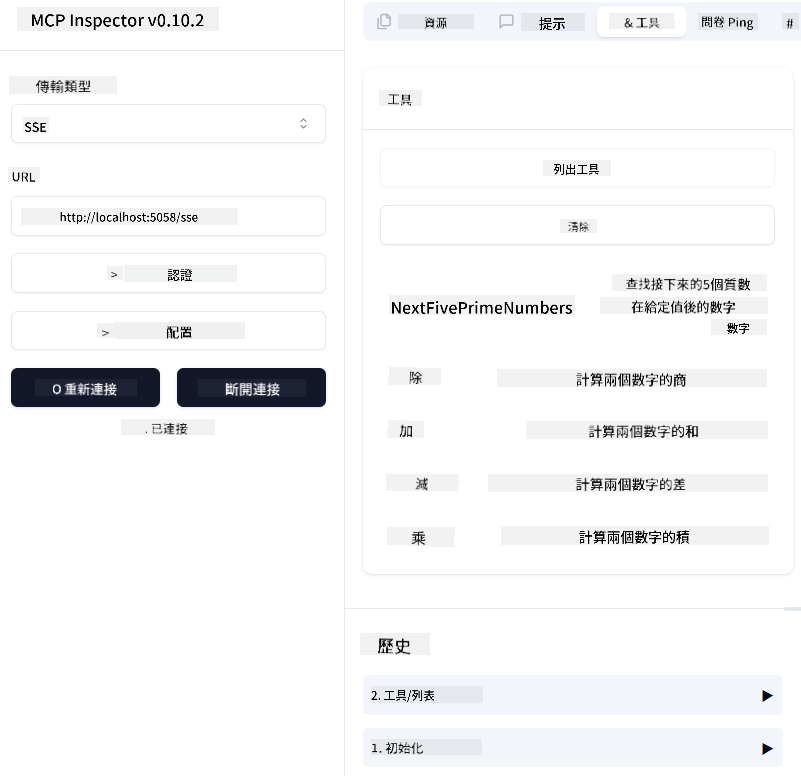 MCP Inspector v0.10.2
傳輸類型
SSE
URL
http://localhost:5058/sse
> 認證
> 配置
O 重新連接
斷開連接
. 已連接
資源
提示
& 工具
問卷 Ping
#
工具
列出工具
清除
NextFivePrimeNumbers
查找接下來的5個質數
在給定值後的數字
數字
除
計算兩個數字的商
加
計算兩個數字的和
減
計算兩個數字的差
乘
計算兩個數字的積
歷史
2. 工具/列表
1. 初始化